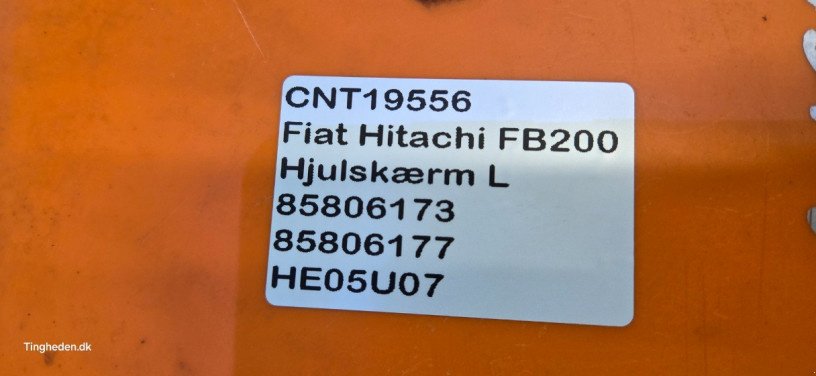 CNT19556
Fiat Hitachi FB200
Hjulskærm L
85806173
85806177
HE05U07
Tingheden.dk